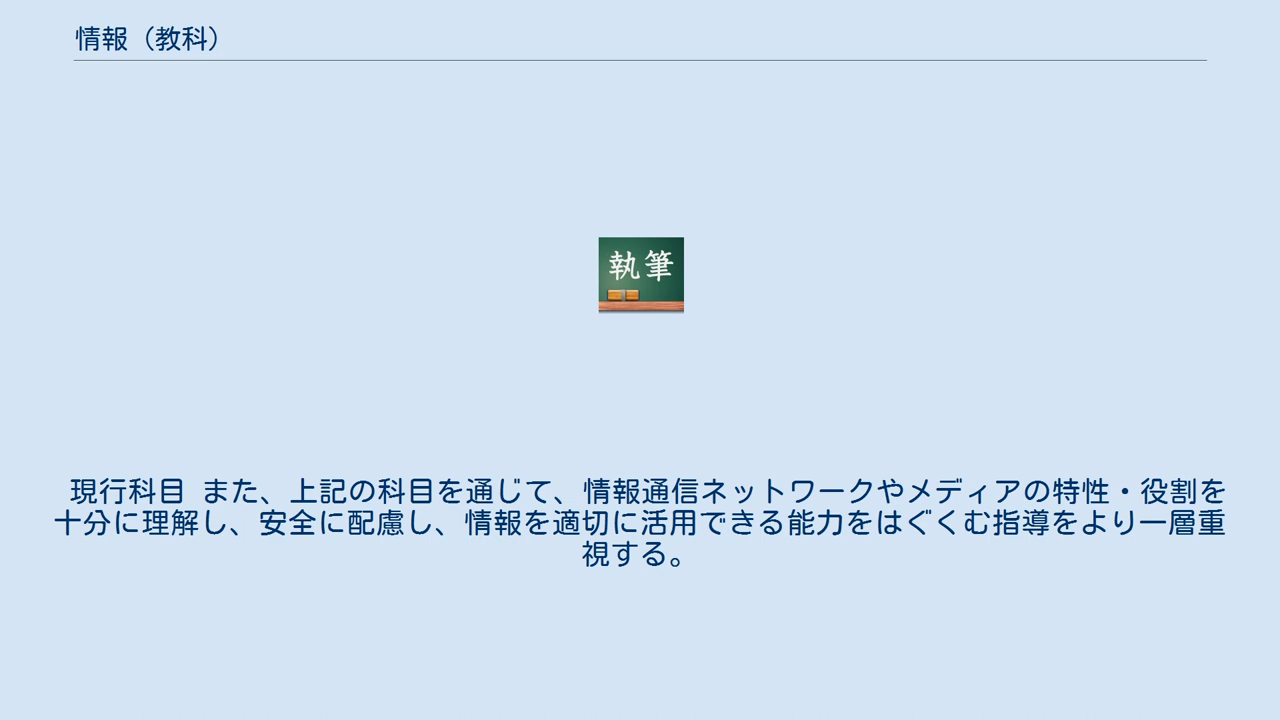 情報（教科）
執筆
現行科目 また、上記の科目を通じて、情報通信ネットワークやメディアの特性・役割を
十分に理解し、安全に配慮し、情報を適切に活用できる能力をはぐくむ指導をより一層重
視する。